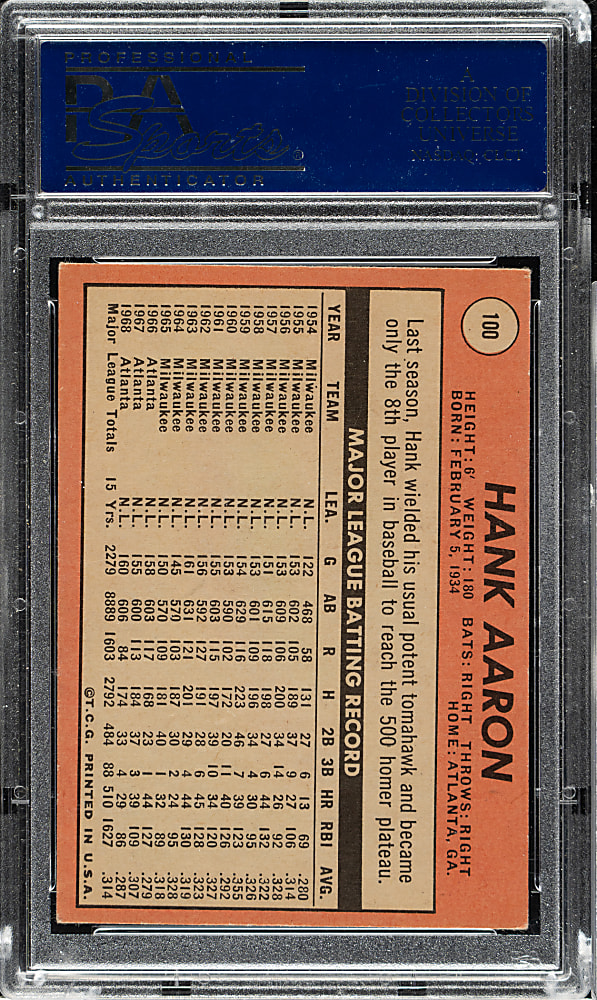 PROFESSIONAL
PSA
Sports®
AUTHENTICATOR
A
DIVISION OF
COLLECTORS
UNIVERSE
NASDAQ: CLCT
100
HANK AARON
HEIGHT: 6' WEIGHT: 180 BATS: RIGHT THROWS: RIGHT
BORN: FEBRUARY 5, 1934 HOME: ATLANTA, GA.
Last season, Hank wielded his usual potent tomahawk and became
only the 8th player in baseball to reach the 500 homer plateau.
MAJOR LEAGUE BATTING RECORD
YEAR TEAM LEA. G AB R H 2B 3B HR RBI AVG.
1954 Milwaukee N.L. 122 468 58 131 27 6 13 69 .280
1955 Milwaukee N.L. 153 602 105 189 37 9 27 106 .314
1956 Milwaukee N.L. 153 609 106 200 34 14 26 92 .328
1957 Milwaukee N.L. 151 615 118 198 27 6 44 132 .322
1958 Milwaukee N.L. 153 601 109 196 34 4 30 95 .326
1959 Milwaukee N.L. 154 629 116 223 46 7 39 123 .355
1960 Milwaukee N.L. 153 590 102 172 20 11 40 126 .292
1961 Milwaukee N.L. 155 603 115 197 39 10 34 120 .327
1962 Milwaukee N.L. 156 592 127 191 28 6 45 128 .323
1963 Milwaukee N.L. 161 631 121 201 29 4 44 130 .319
1964 Milwaukee N.L. 145 570 103 187 30 2 24 95 .328
1965 Milwaukee N.L. 150 570 109 181 40 1 32 89 .318
1966 Atlanta N.L. 158 603 117 168 23 1 44 127 .279
1967 Atlanta N.L. 155 600 113 184 37 3 39 109 .307
1968 Atlanta N.L. 160 606 84 174 33 4 29 86 .287
Major League Totals 15 Yrs. 2279 8889 1603 2792 484 88 510 1627 .314
©T.C.G. PRINTED IN U.S.A.